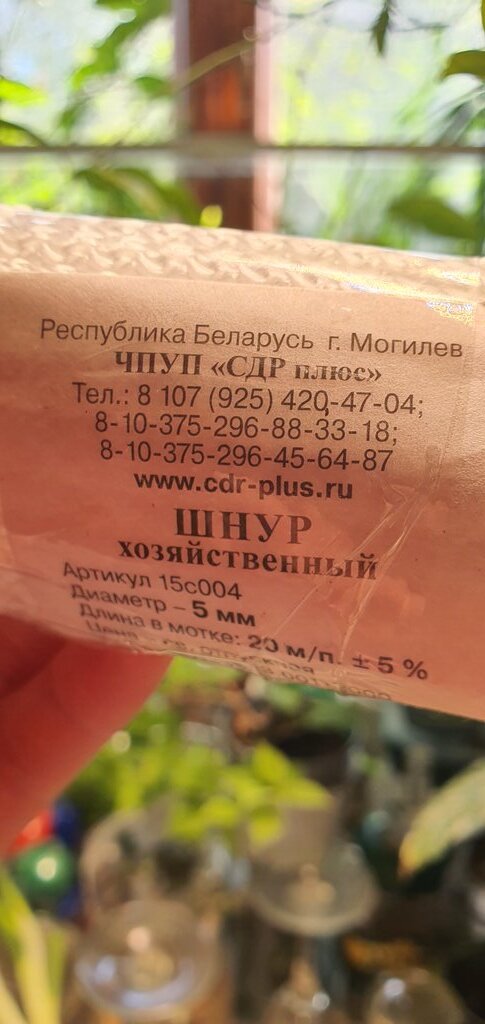 Республика Беларусь г. Могилев
ЧПУП «СДР плюс»
Тел.: 8 107 (925) 420-47-04;
8-10-375-296-88-33-18;
8-10-375-296-45-64-87
www.cdr-plus.ru
ШНУР
хозяйственный
Артикул 15с004
Диаметр – 5 мм
Длина в мотке: 20 м/п. ± 5 %
Цена –